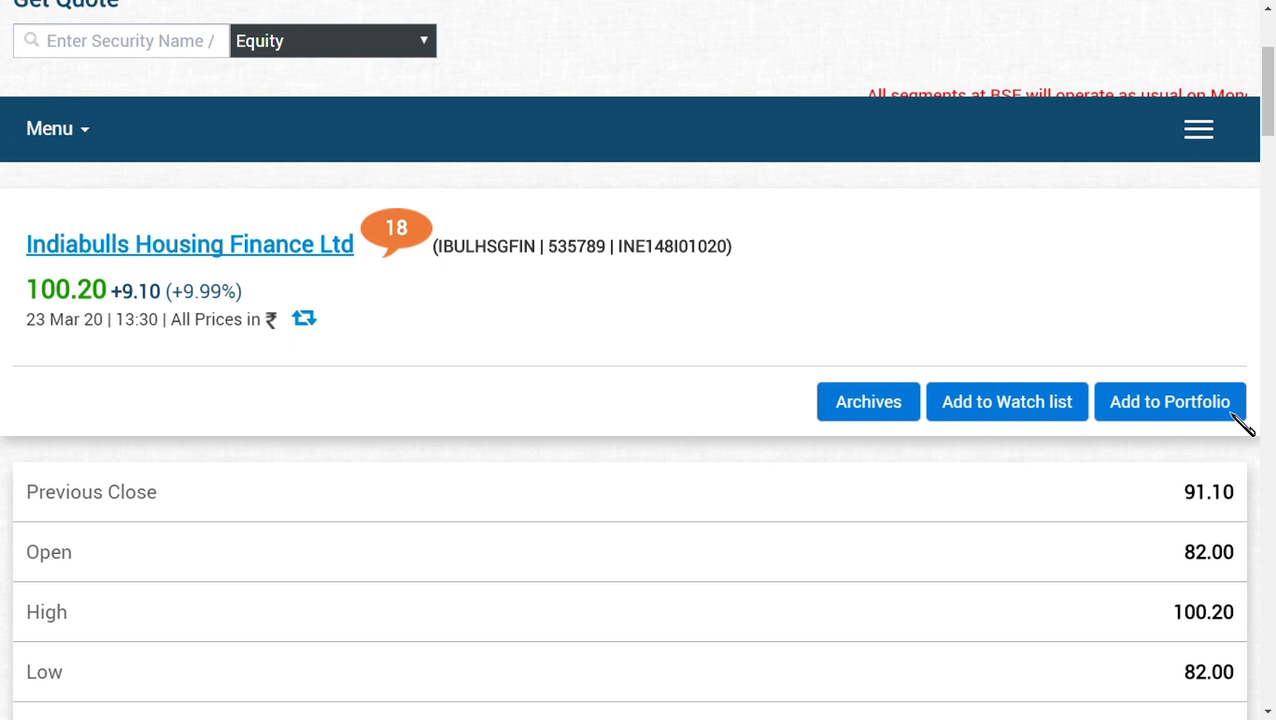 Get Quote
Enter Security Name /
Equity
All segments at BSE will operate as usual on Mon
Menu
Indiabulls Housing Finance Ltd 18 (IBULHSGFIN | 535789 | INE148I01020)
100.20 +9.10 (+9.99%)
23 Mar 20 | 13:30 | All Prices in ₹
Archives
Add to Watch list
Add to Portfolio
Previous Close 91.10
Open 82.00
High 100.20
Low 82.00